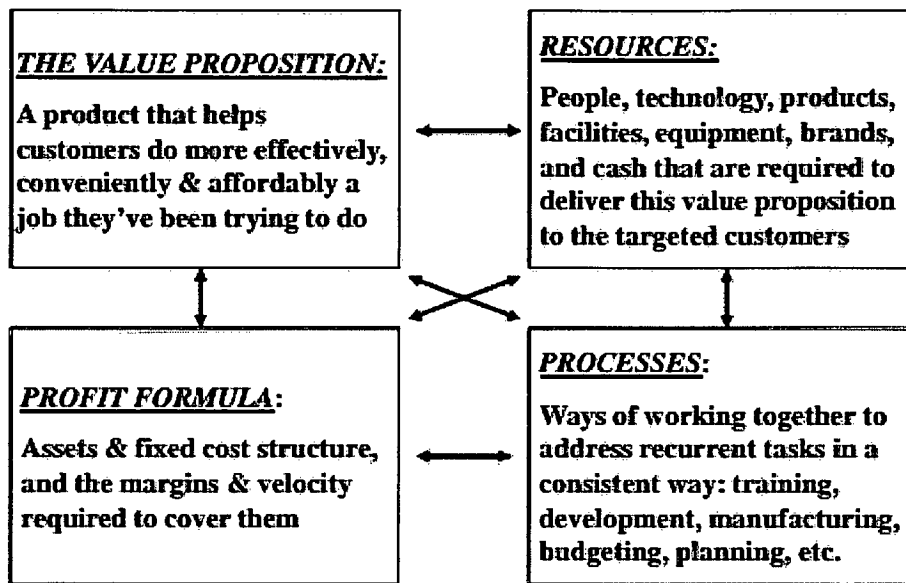 THE VALUE PROPOSITION:
A product that helps
customers do more effectively,
conveniently & affordably a
job they've been trying to do
RESOURCES:
People, technology, products,
facilities, equipment, brands,
and cash that are required to
deliver this value proposition
to the targeted customers
PROFIT FORMULA:
Assets & fixed cost structure,
and the margins & velocity
required to cover them
PROCESSES:
Ways of working together to
address recurrent tasks in a
consistent way: training,
development, manufacturing,
budgeting, planning, etc.